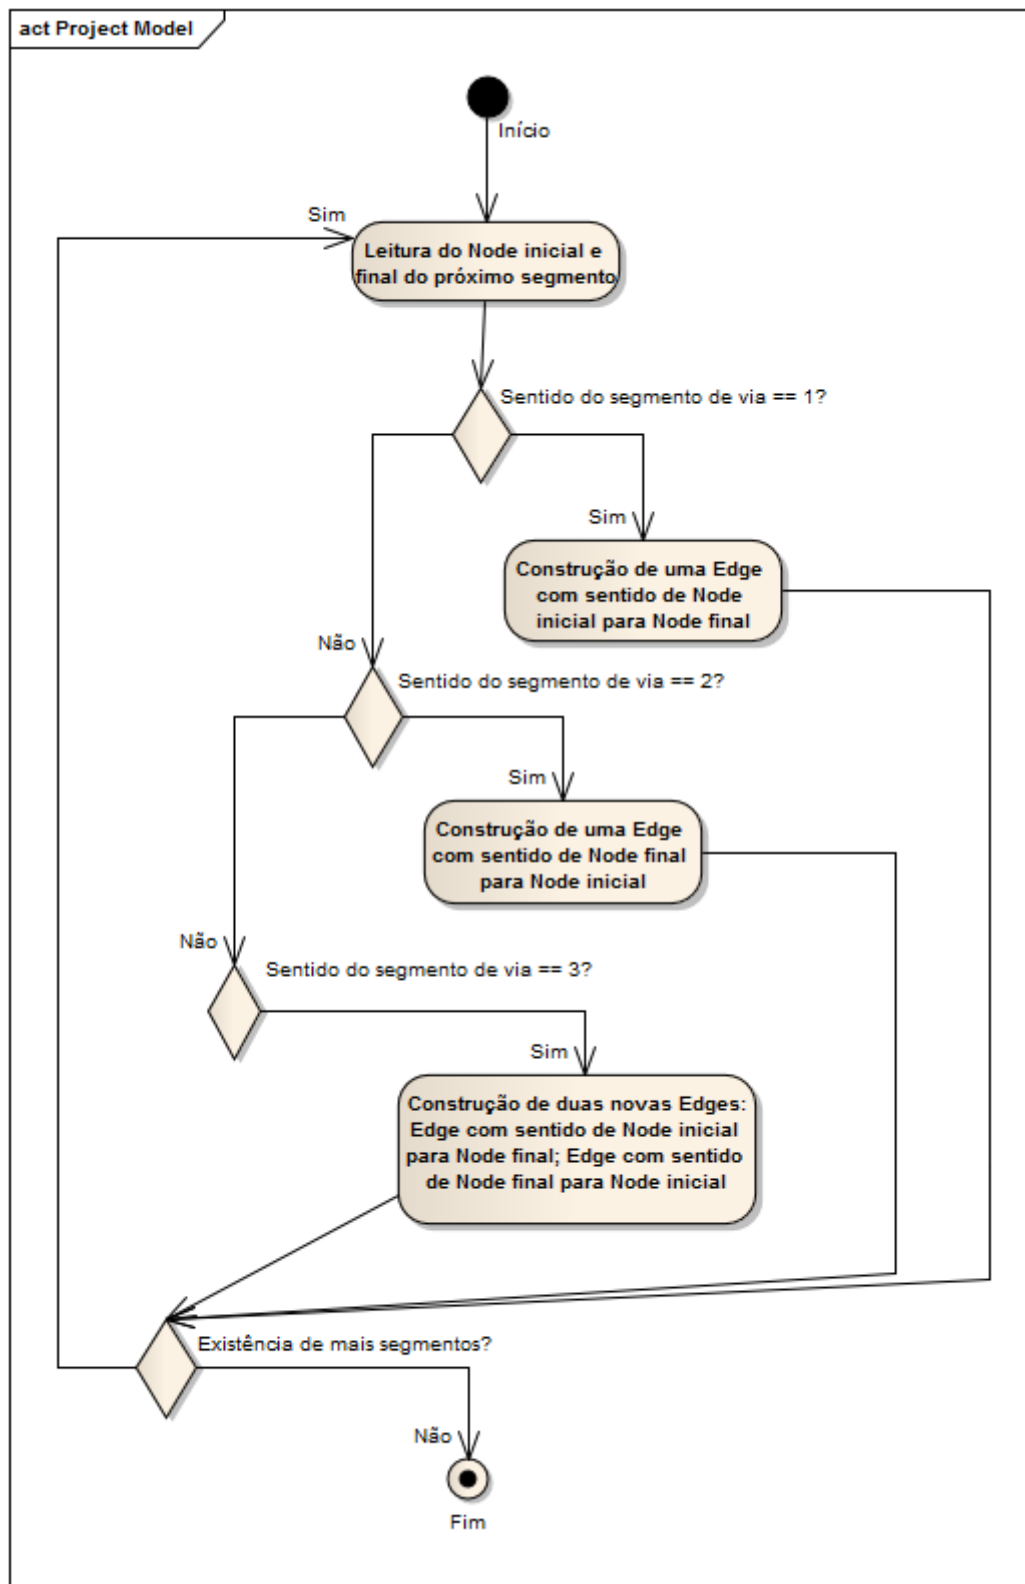 act Project Model
Início
Sim
Leitura do Node inicial e
final do próximo segmento
Sentido do segmento de via == 1?
Sim
Construção de uma Edge
com sentido de Node
inicial para Node final
Não
Sentido do segmento de via == 2?
Sim
Construção de uma Edge
com sentido de Node final
para Node inicial
Não
Sentido do segmento de via == 3?
Sim
Construção de duas novas Edges:
Edge com sentido de Node inicial
para Node final; Edge com sentido
de Node final para Node inicial
Existência de mais segmentos?
Não
Fim